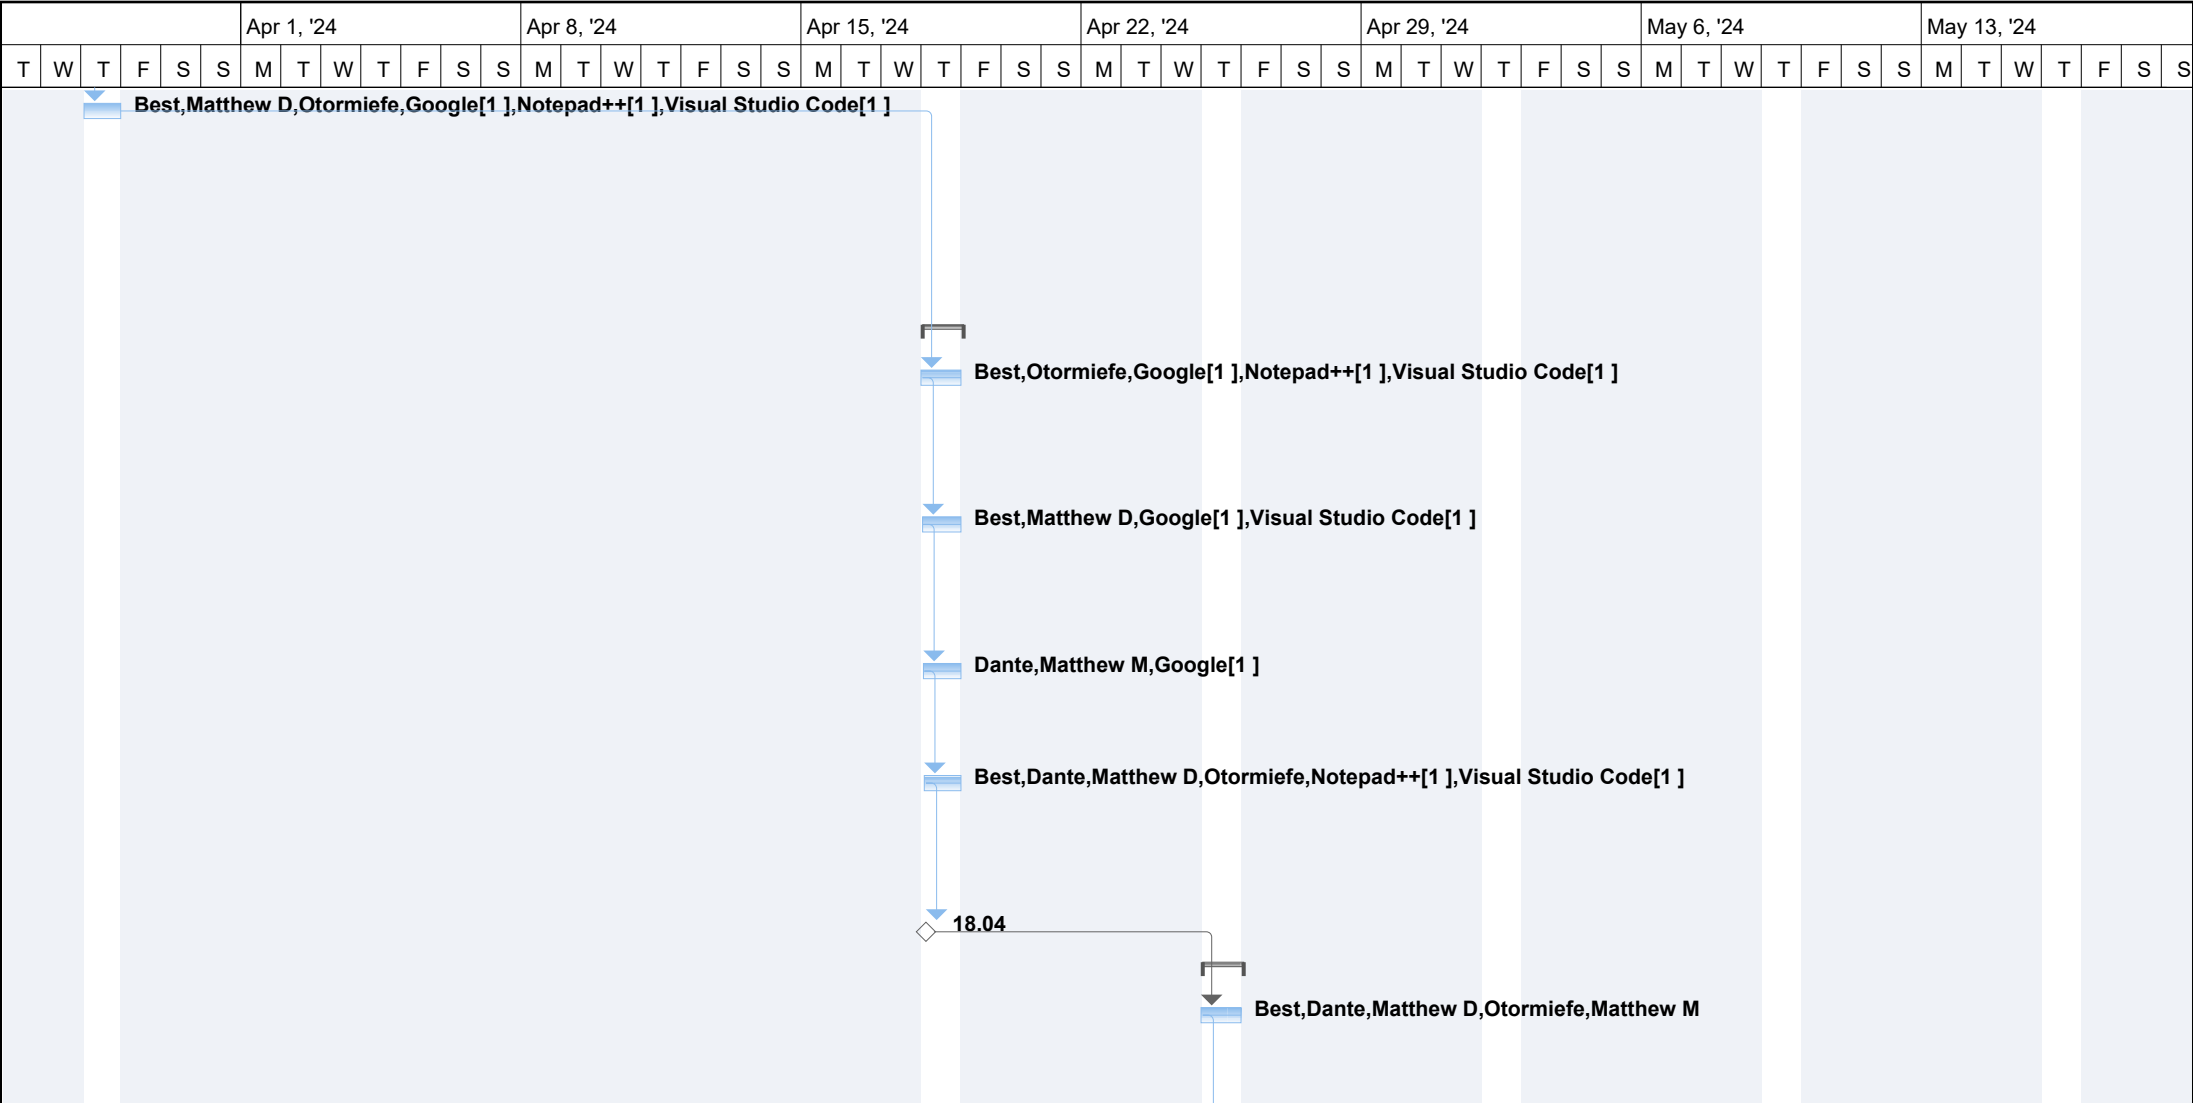 Apr 1, '24 Apr 8, '24 Apr 15, '24 Apr 22, '24 Apr 29, '24 May 6, '24 May 13, '24
T W T F S S M T W T F S S M T W T F S S M T W T F S S M T W T F S S M T W T F S S M T W T F S S M T W T F S S
Best,Matthew D,Otormiefe,Google[1 ],Notepad++[1 ],Visual Studio Code[1 ]
Best,Otormiefe,Google[1 ],Notepad++[1 ],Visual Studio Code[1 ]
Best,Matthew D,Google[1 ],Visual Studio Code[1 ]
Dante,Matthew M,Google[1 ]
Best,Dante,Matthew D,Otormiefe,Notepad++[1 ],Visual Studio Code[1 ]
18.04
Best,Dante,Matthew D,Otormiefe,Matthew M